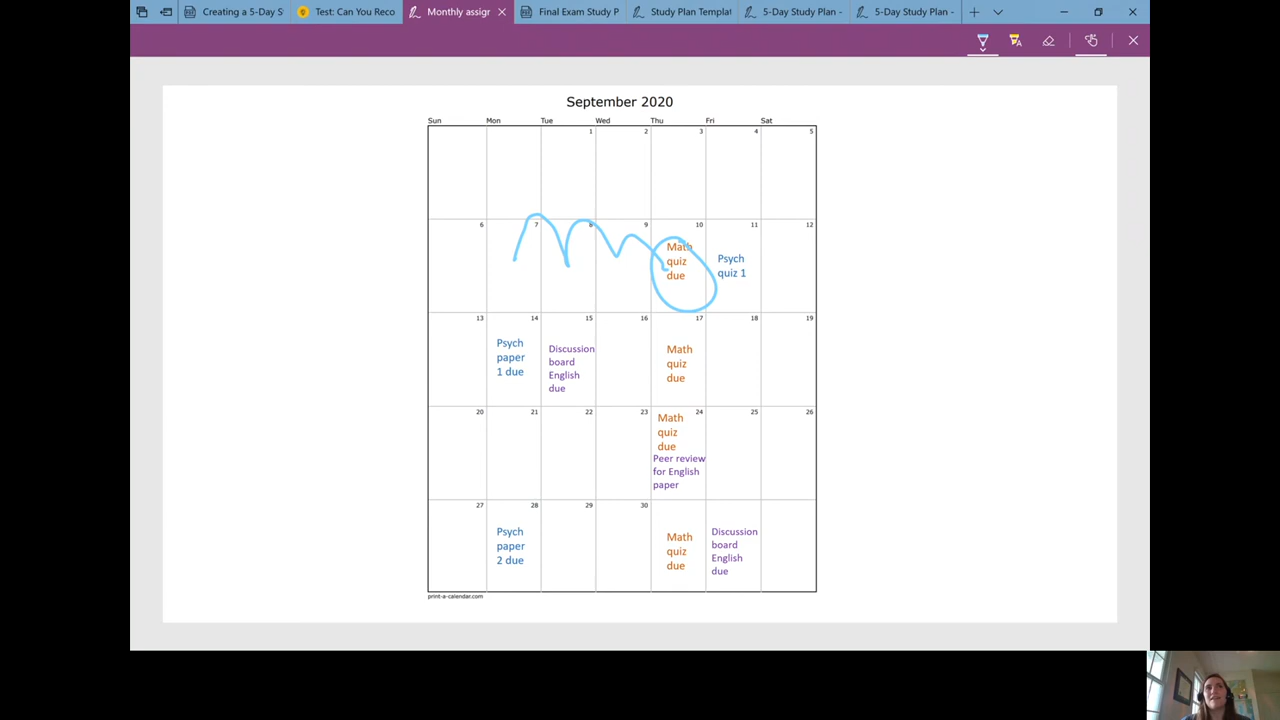 Creating a 5-Day S
Test: Can You Reco
Monthly assign
Final Exam Study P
Study Plan Templat
5-Day Study Plan -
5-Day Study Plan -
September 2020
Sun Mon Tue Wed Thu Fri Sat
1 2 3 4 5
6 7 8 9 10 11 12
Math
quiz
due
Psych
quiz 1
13 14 15 16 17 18 19
Psych
paper
1 due
Discussion
board
English
due
Math
quiz
due
20 21 22 23 24 25 26
Math
quiz
due
Peer review
for English
paper
27 28 29 30
Psych
paper
2 due
Math
quiz
due
Discussion
board
English
due
print-a-calendar.com